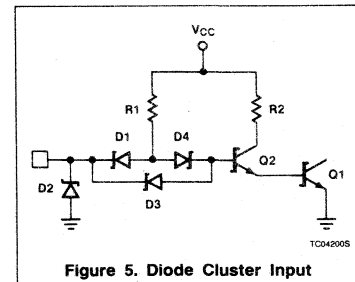 VCC
R1
R2
D1
D4
Q2
Q1
D2
D3
TC04200S
Figure 5. Diode Cluster Input